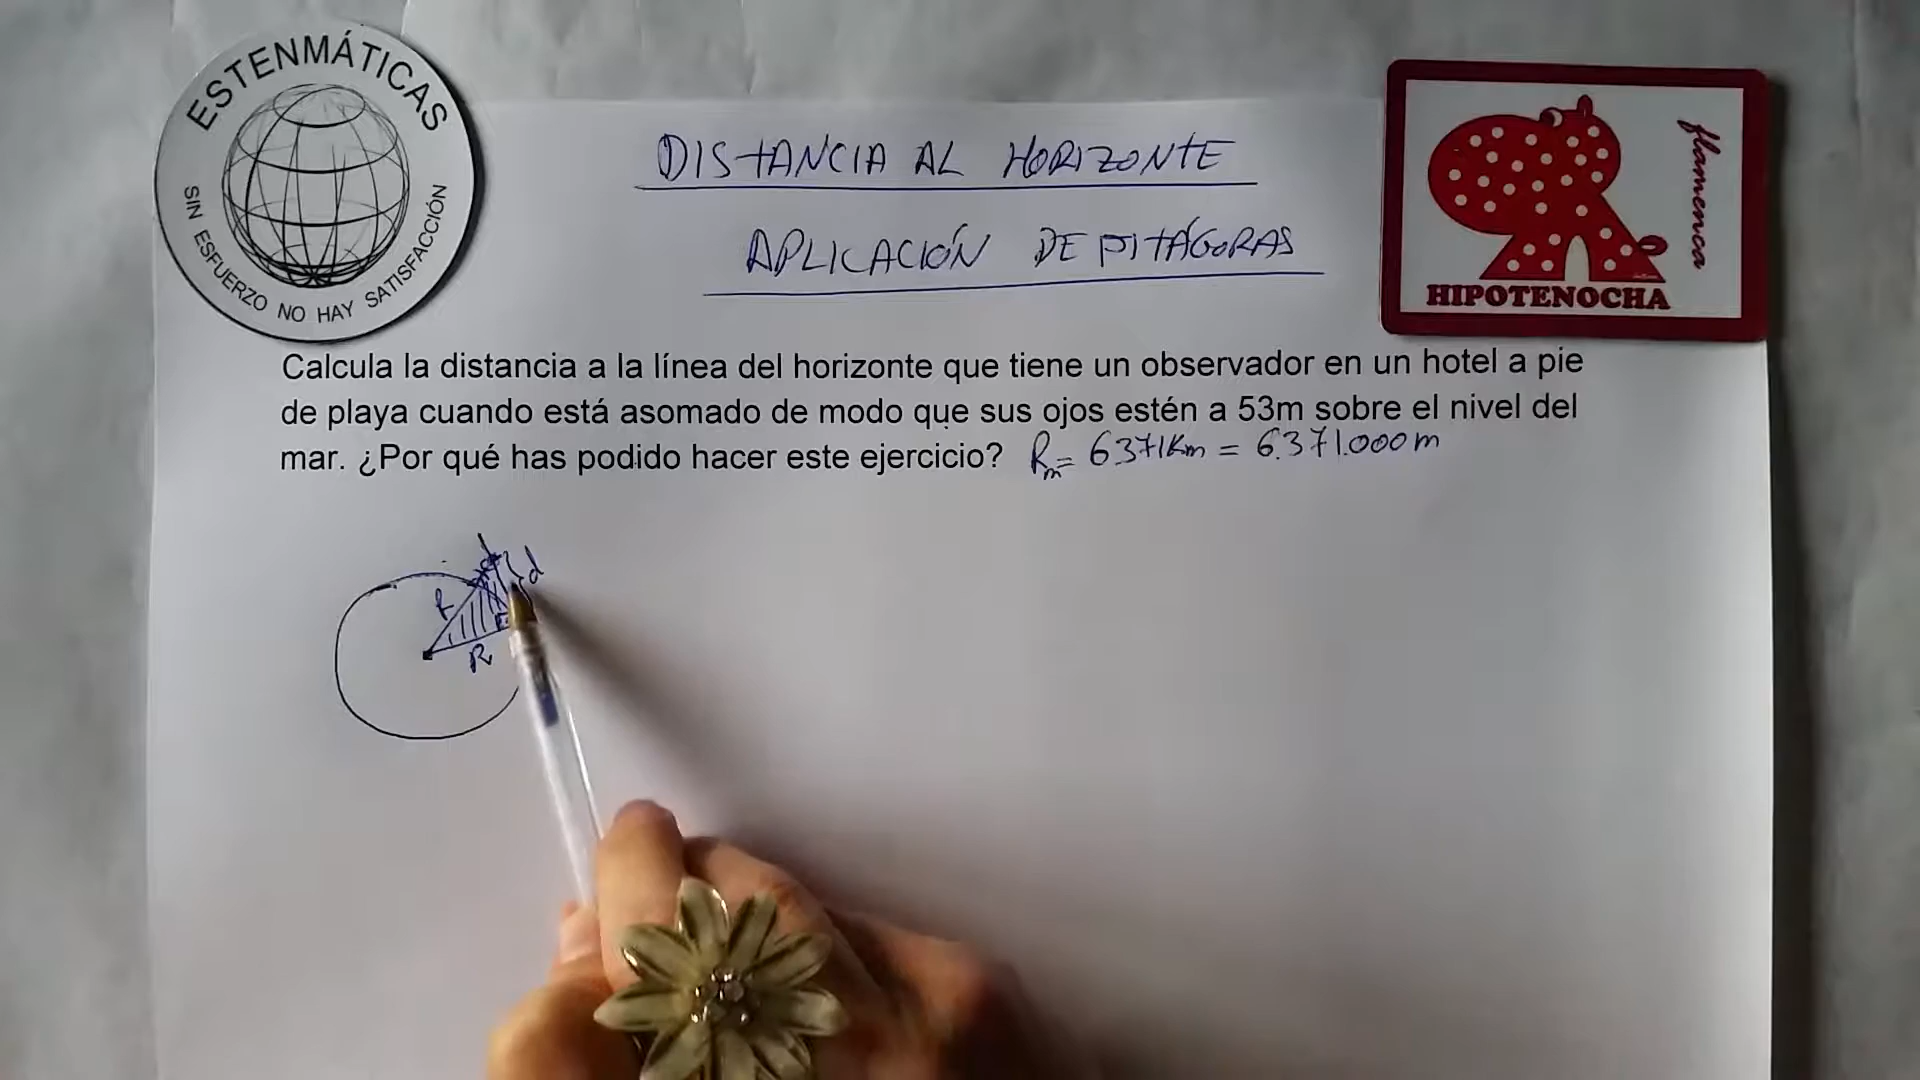 ESTENMÁTICAS
SIN ESFUERZO NO HAY SATISFACCIÓN
DISTANCIA AL HORIZONTE
APLICACIÓN DE PITÁGORAS
flamenca
HIPOTENOCHA
Calcula la distancia a la línea del horizonte que tiene un observador en un hotel a pie
de playa cuando está asomado de modo que sus ojos estén a 53m sobre el nivel del
mar. ¿Por qué has podido hacer este ejercicio? Rm = 6371Km = 6.371.000 m
d
R
R